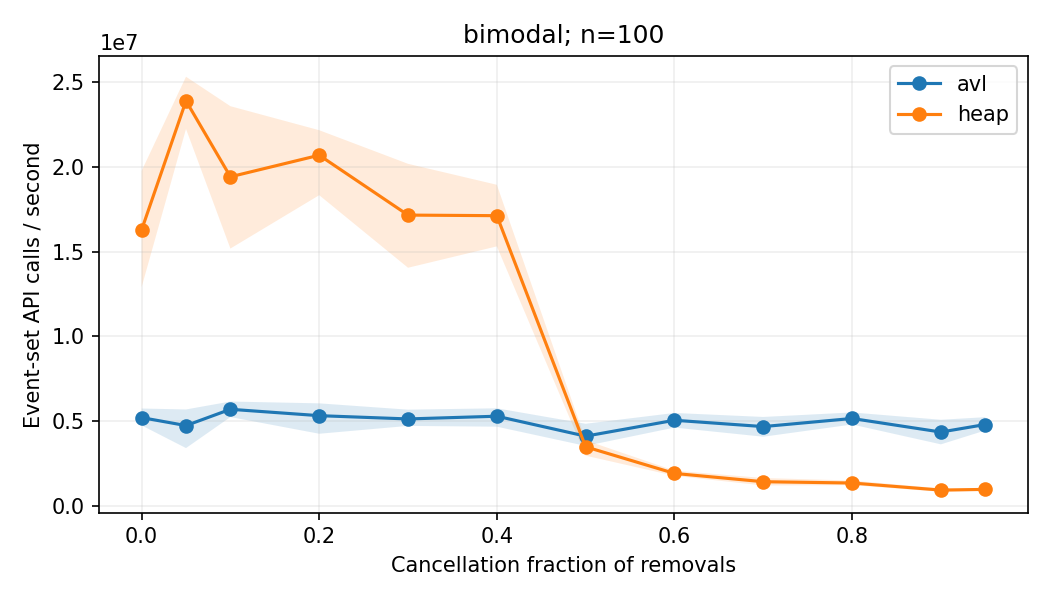 bimodal; n=100
1e7
avl
heap
2.5
2.0
1.5
1.0
0.5
0.0
Event-set API calls / second
0.0
0.2
0.4
0.6
0.8
Cancellation fraction of removals